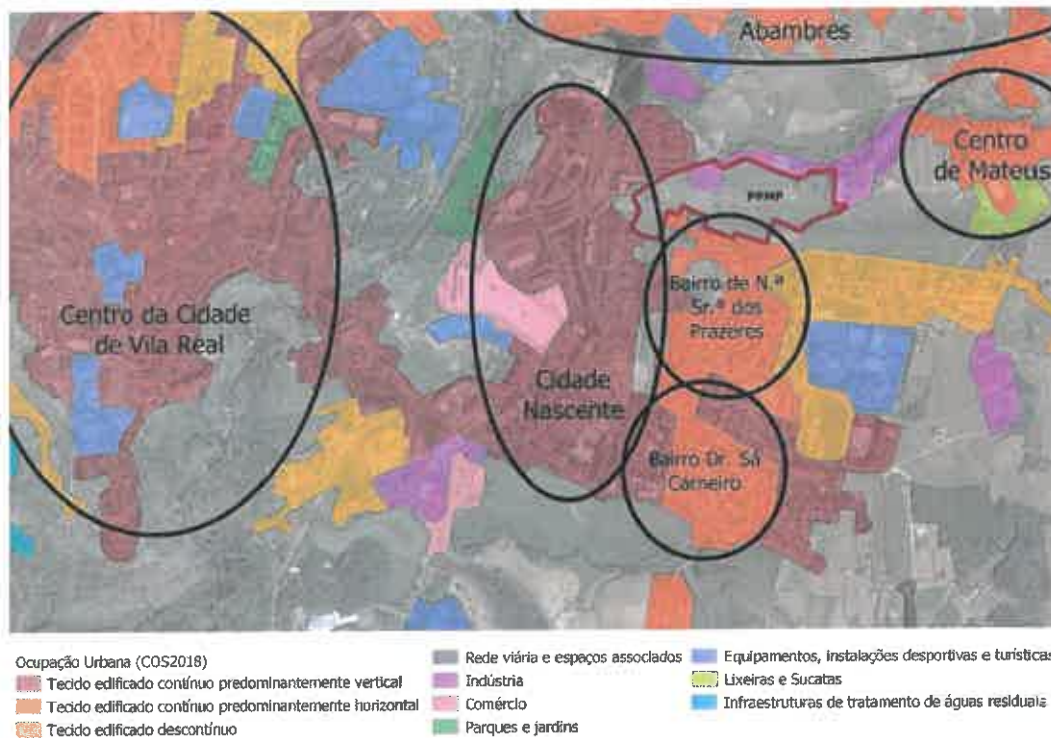 Abambres
Centro
de Mateus
PPMP
Bairro de N.ª
Sr.ª dos
Prazeres
Centro da Cidade
de Vila Real
Cidade
Nascente
Bairro Dr. Sá
Carneiro
Ocupação Urbana (COS2018)
Tecido edificado contínuo predominantemente vertical
Tecido edificado contínuo predominantemente horizontal
Tecido edificado descontínuo
Rede viária e espaços associados
Indústria
Comércio
Parques e jardins
Equipamentos, instalações desportivas e turísticas
Lixeiras e Sucatas
Infraestruturas de tratamento de águas residuais